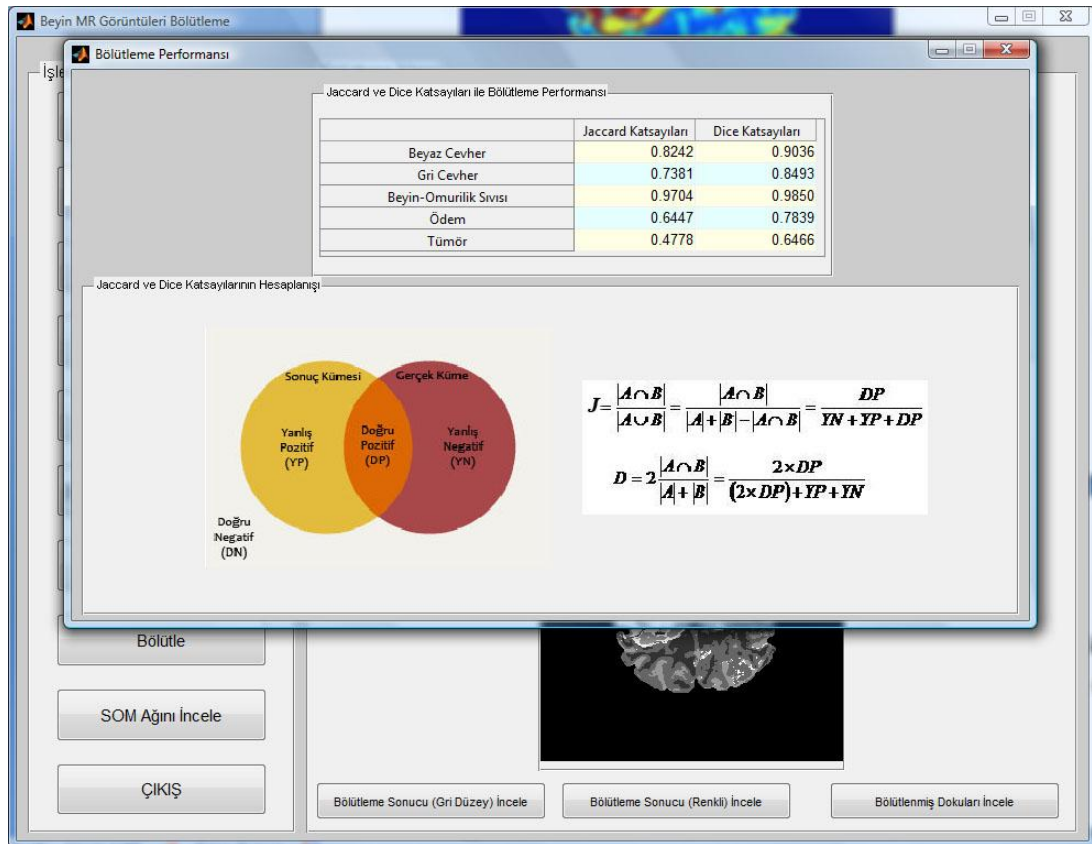 Beyin MR Görüntüleri Bölütleme
Bölütleme Performansı
Jaccard ve Dice Katsayıları ile Bölütleme Performansı
Jaccard Katsayıları Dice Katsayıları
Beyaz Cevher 0.8242 0.9036
Gri Cevher 0.7381 0.8493
Beyin-Omurilik Sıvısı 0.9704 0.9850
Ödem 0.6447 0.7839
Tümör 0.4778 0.6466
Jaccard ve Dice Katsayılarının Hesaplanışı
Sonuç Kümesi Gerçek Küme
Yanlış
Pozitif
(YP)
Doğru
Pozitif
(DP)
Yanlış
Negatif
(YN)
Doğru
Negatif
(DN)
J=|A∩B|/|A∪B|=|A∩B|/|A|+|B|−|A∩B|=DP/YN+YP+DP
D=2|A∩B|/|A|+|B|=2×DP/(2×DP)+YP+YN
Bölütle
SOM Ağını İncele
ÇIKIŞ
Bölütleme Sonucu (Gri Düzey) İncele
Bölütleme Sonucu (Renkli) İncele
Bölütlenmiş Dokuları İncele